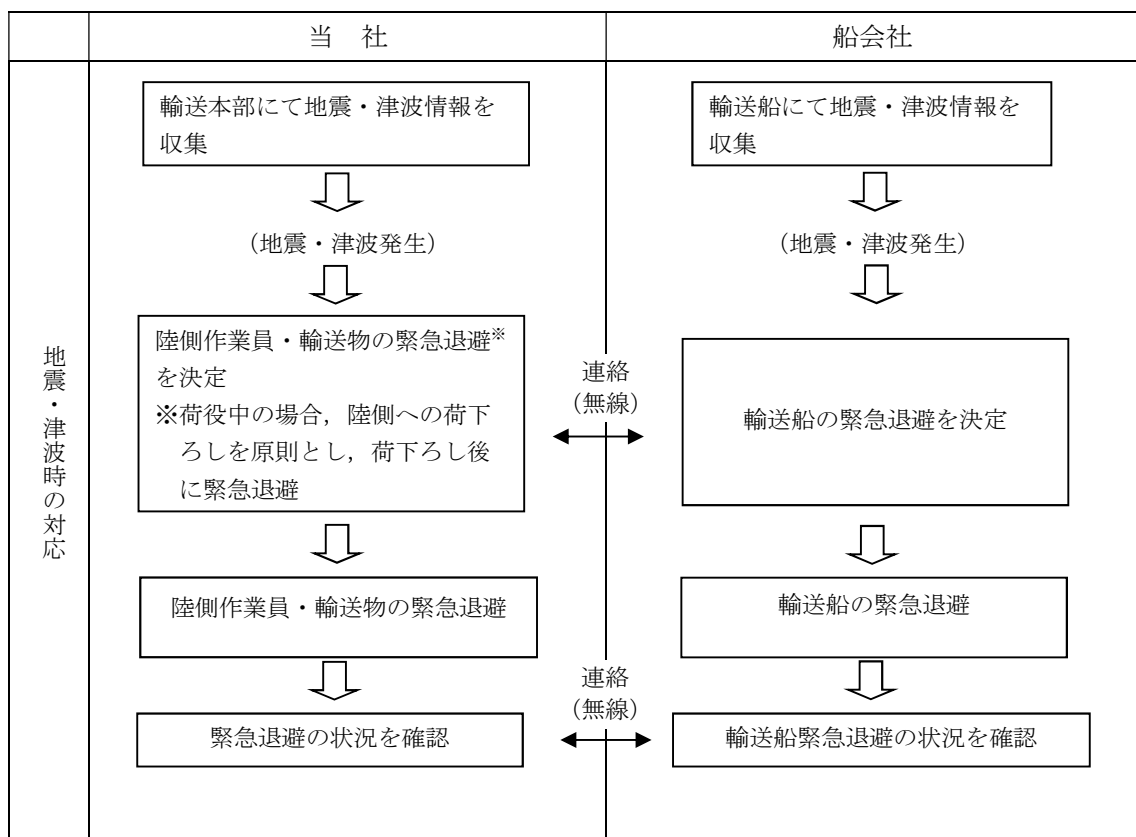 当　社
船会社
地震・津波時の対応
輸送本部にて地震・津波情報を
収集
（地震・津波発生）
陸側作業員・輸送物の緊急退避※
を決定
※荷役中の場合，陸側への荷下
ろしを原則とし，荷下ろし後
に緊急退避
陸側作業員・輸送物の緊急退避
緊急退避の状況を確認
連絡
（無線）
連絡
（無線）
輸送船にて地震・津波情報を
収集
（地震・津波発生）
輸送船の緊急退避を決定
輸送船の緊急退避
輸送船緊急退避の状況を確認